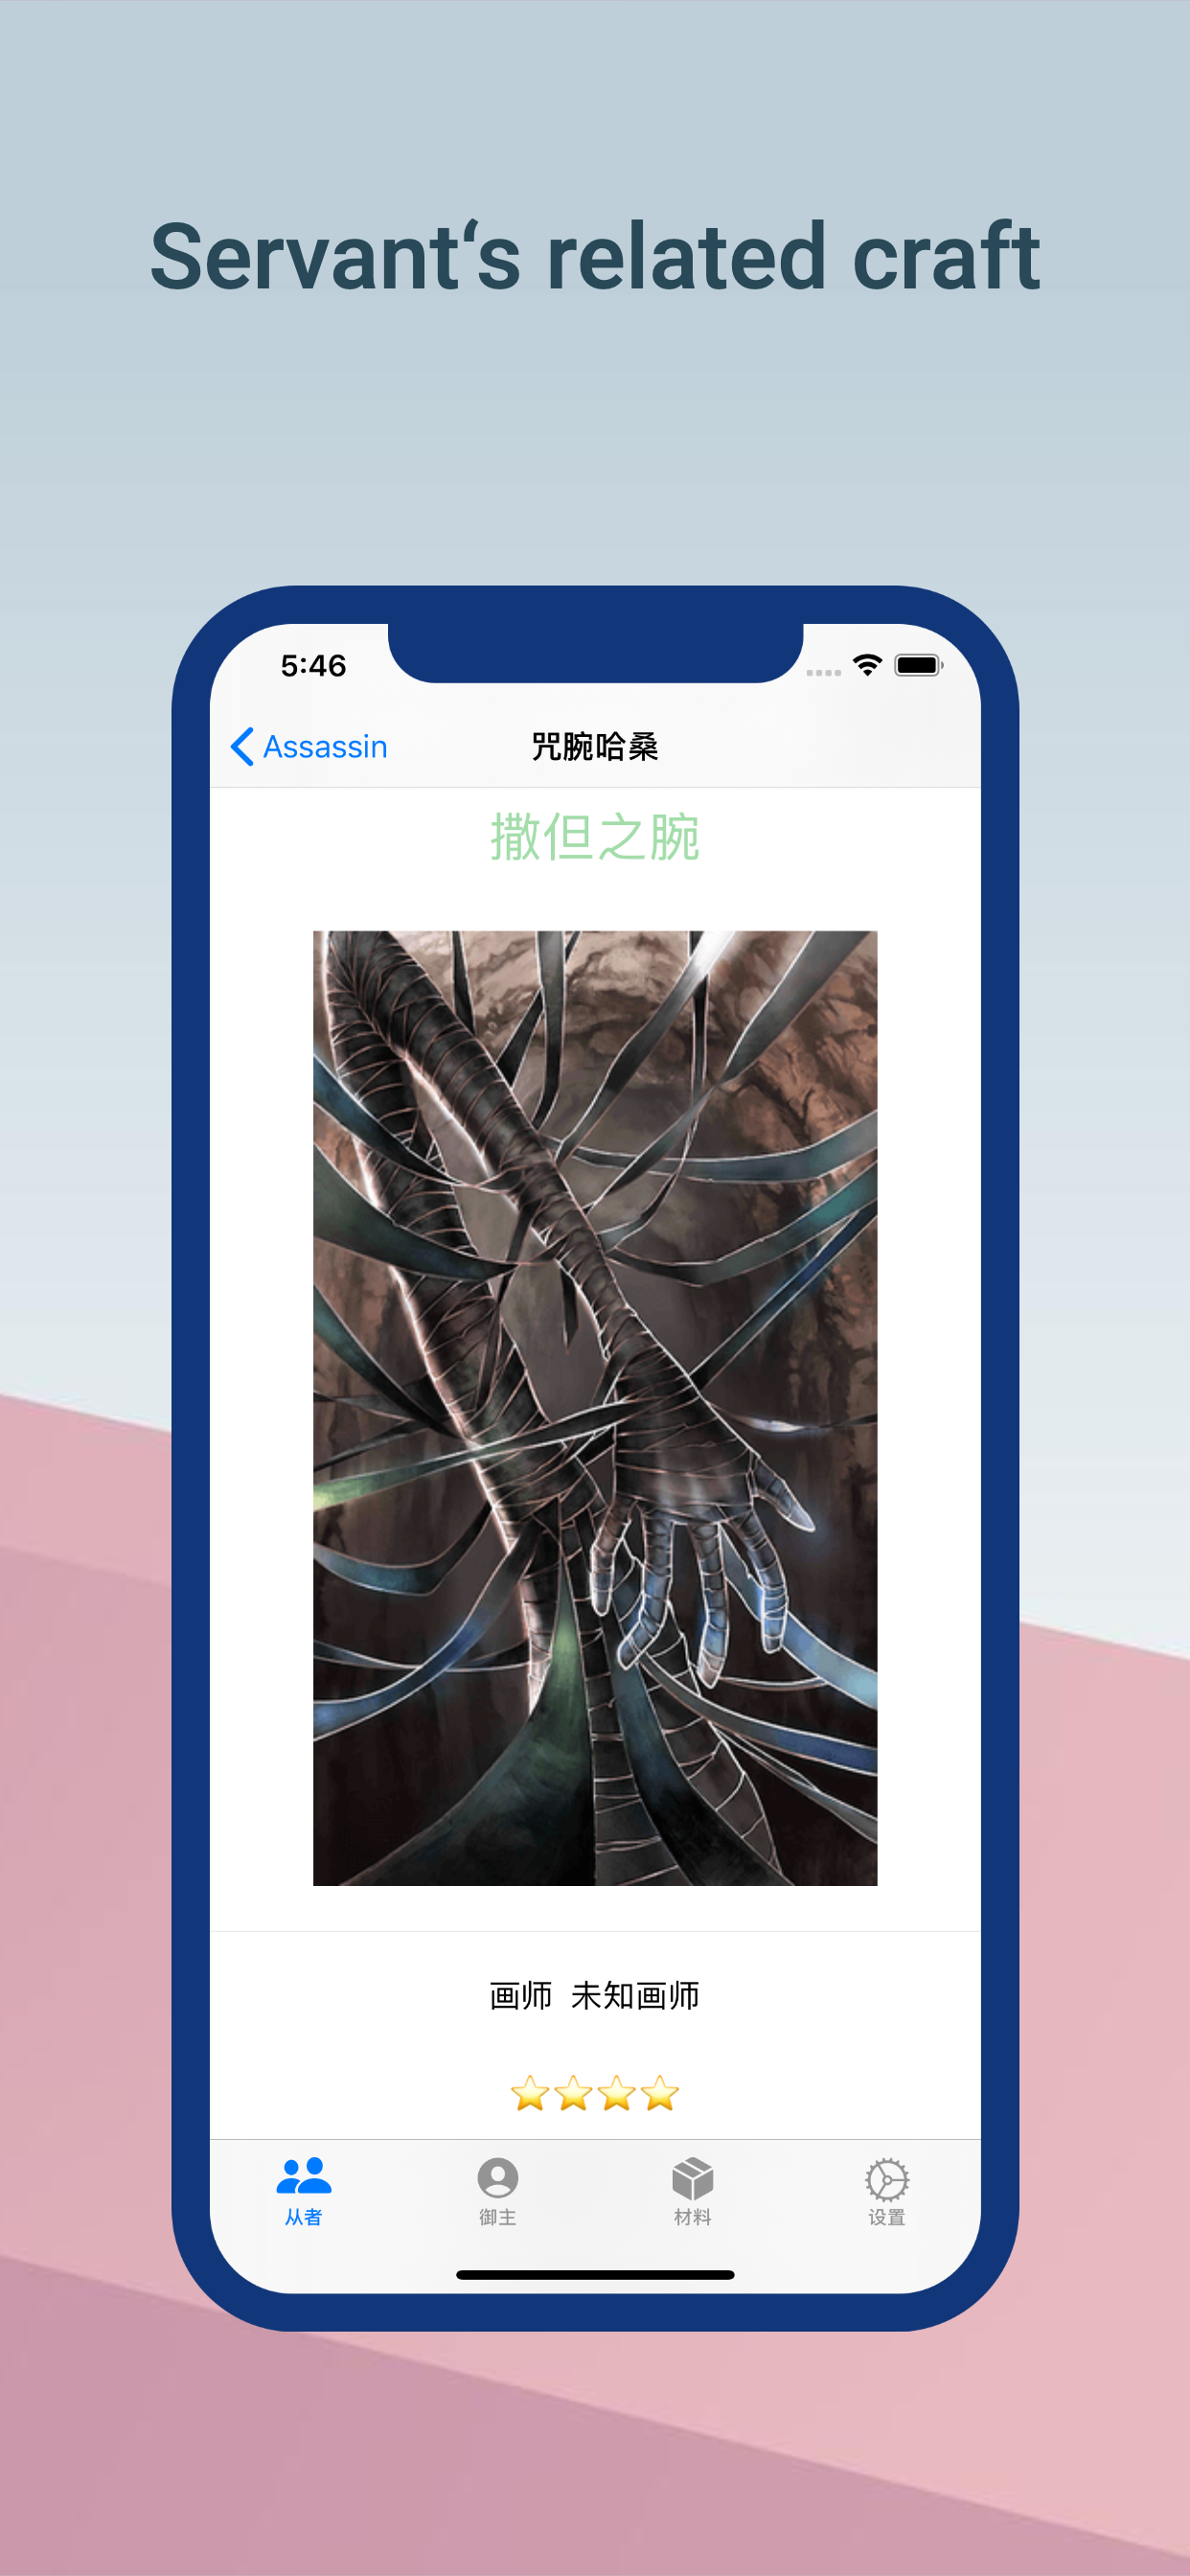 Servant‘s related craft
5:46
Assassin 咒腕哈桑
撒但之腕
画师 未知画师
从者 御主 材料 设置